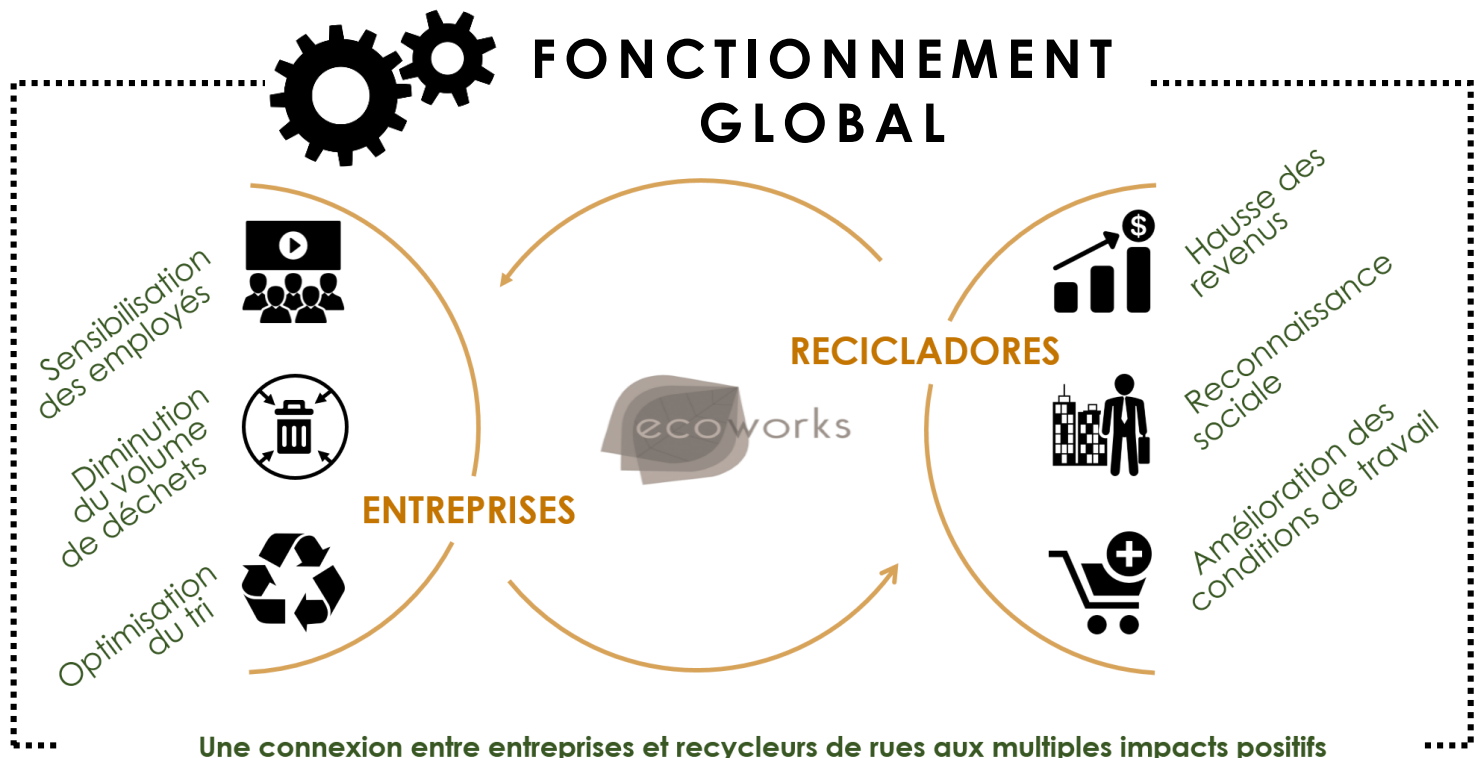 FONCTIONNEMENT
GLOBAL
Sensibilisation
des employés
Diminution
du volume
de déchets
Optimisation
du tri
ENTREPRISES
ecoworks
RECICLADORES
$
Hausse des
revenus
Reconnaissance
sociale
Amélioration des
conditions de travail
Une connexion entre entreprises et recycleurs de rues aux multiples impacts positifs